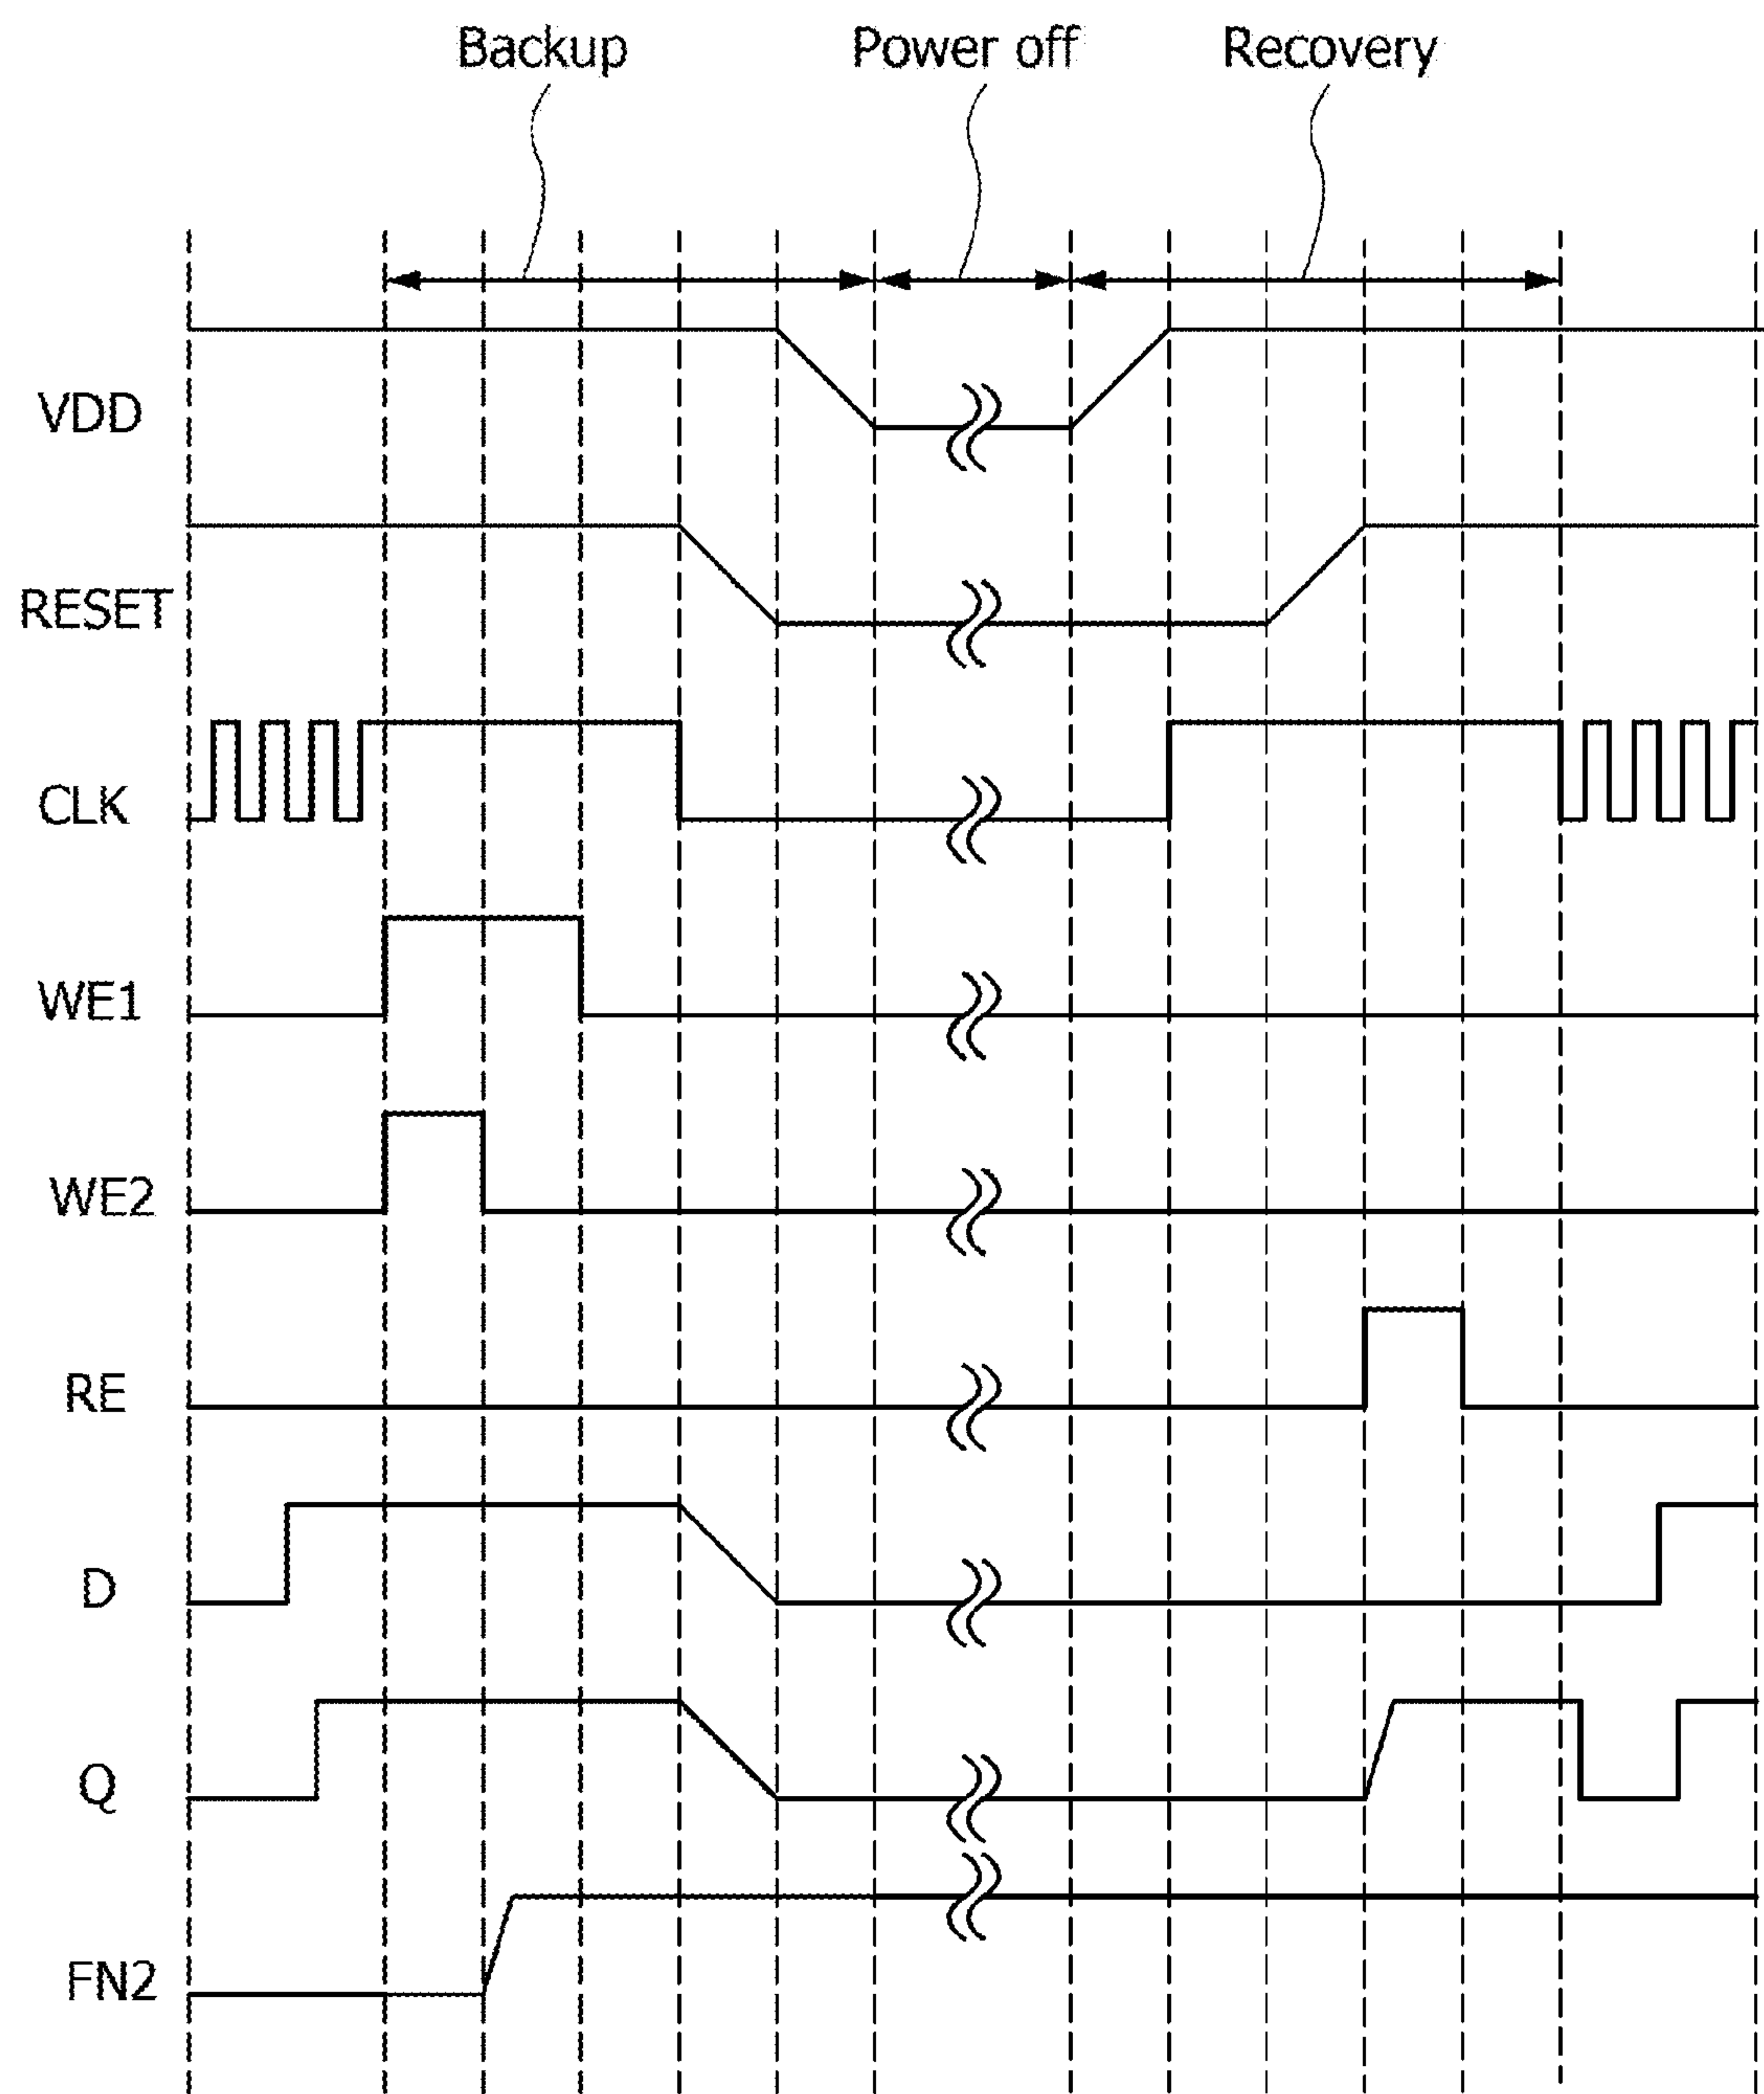 Backup Power off Recovery
VDD
RESET
CLK
WE1
WE2
RE
D
Q
FN2